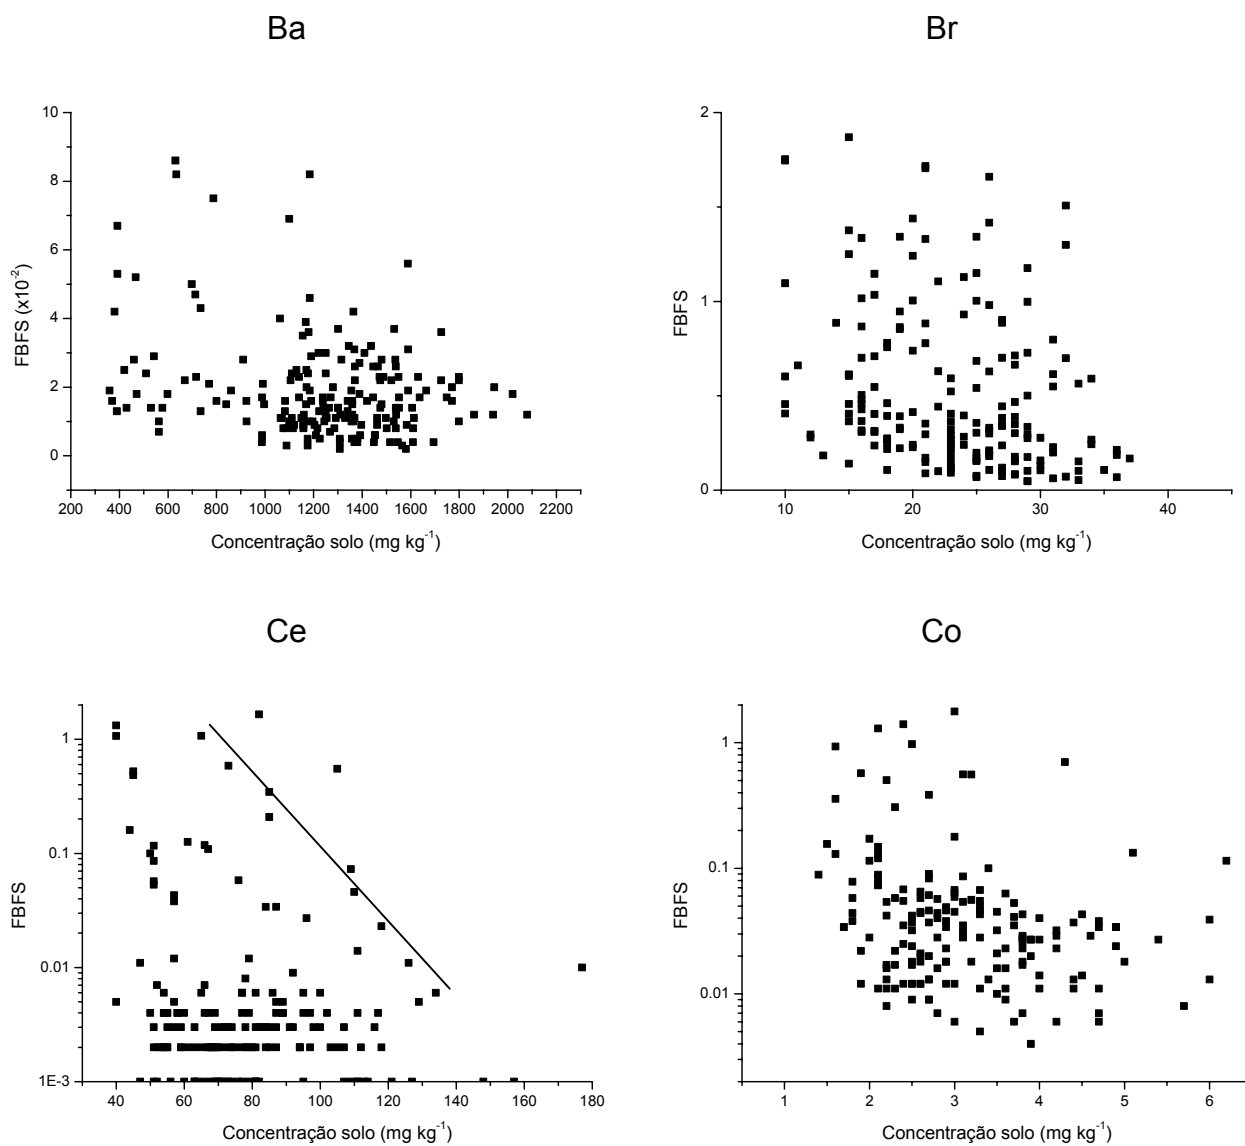 Ba
10
8
6
4
2
0
FBFS (x10⁻²)
200 400 600 800 1000 1200 1400 1600 1800 2000 2200
Concentração solo (mg kg⁻¹)
Br
2
1
0
FBFS
10 20 30 40
Concentração solo (mg kg⁻¹)
Ce
1
0.1
0.01
1E-3
FBFS
40 60 80 100 120 140 160 180
Concentração solo (mg kg⁻¹)
Co
1
0.1
0.01
FBFS
1 2 3 4 5 6
Concentração solo (mg kg⁻¹)